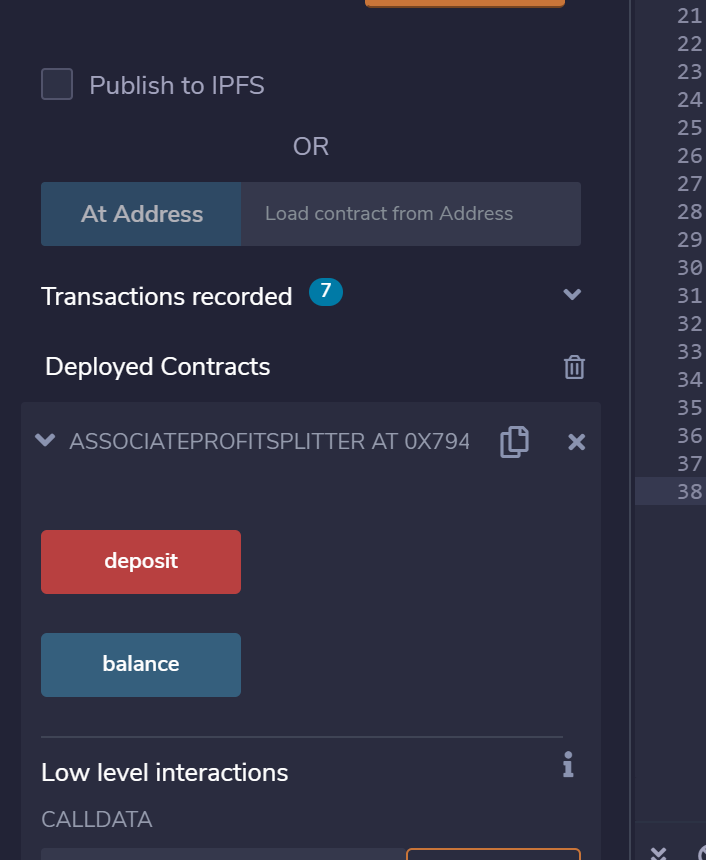 Publish to IPFS
OR
At Address
Load contract from Address
Transactions recorded 7
Deployed Contracts
ASSOCIATEPROFITSPLITTER AT 0X794
deposit
balance
Low level interactions
CALLDATA
21
22
23
24
25
26
27
28
29
30
31
32
33
34
35
36
37
38